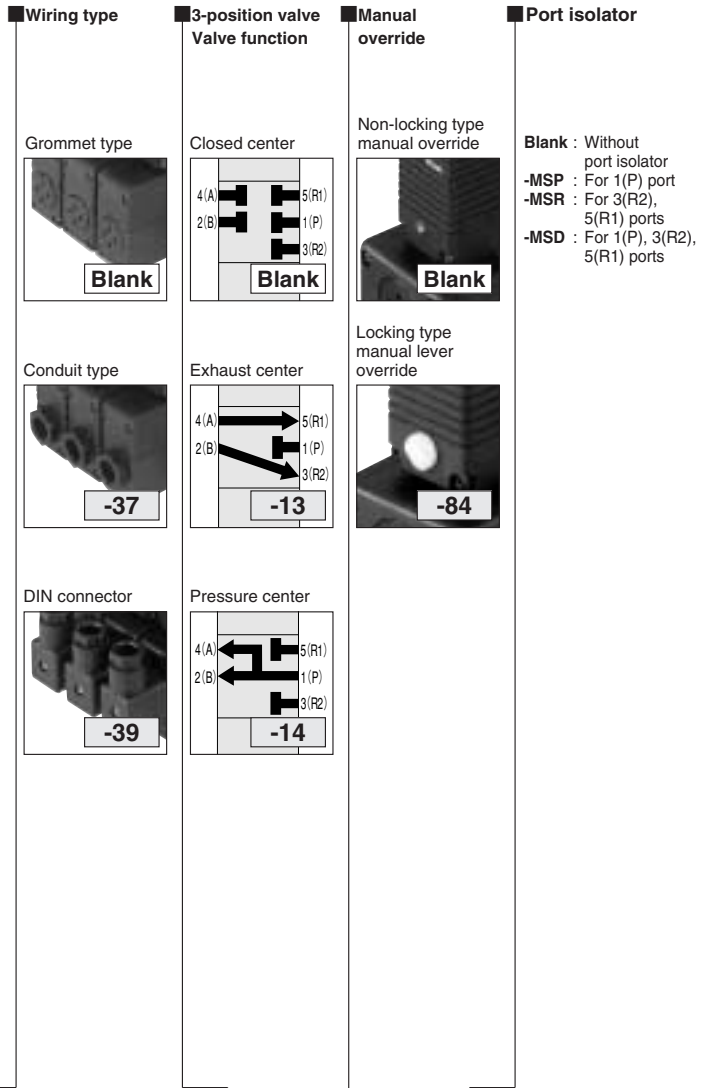 Wiring type
Grommet type
Blank
Conduit type
-37
DIN connector
-39
3-position valve
Valve function
Closed center
4(A)
5(R1)
2(B)
1(P)
3(R2)
Blank
Exhaust center
4(A)
5(R1)
2(B)
1(P)
3(R2)
-13
Pressure center
4(A)
5(R1)
2(B)
1(P)
3(R2)
-14
Manual
override
Non-locking type
manual override
Blank
Locking type
manual lever
override
-84
Port isolator
Blank : Without
port isolator
-MSP : For 1(P) port
-MSR : For 3(R2),
5(R1) ports
-MSD : For 1(P), 3(R2),
5(R1) ports